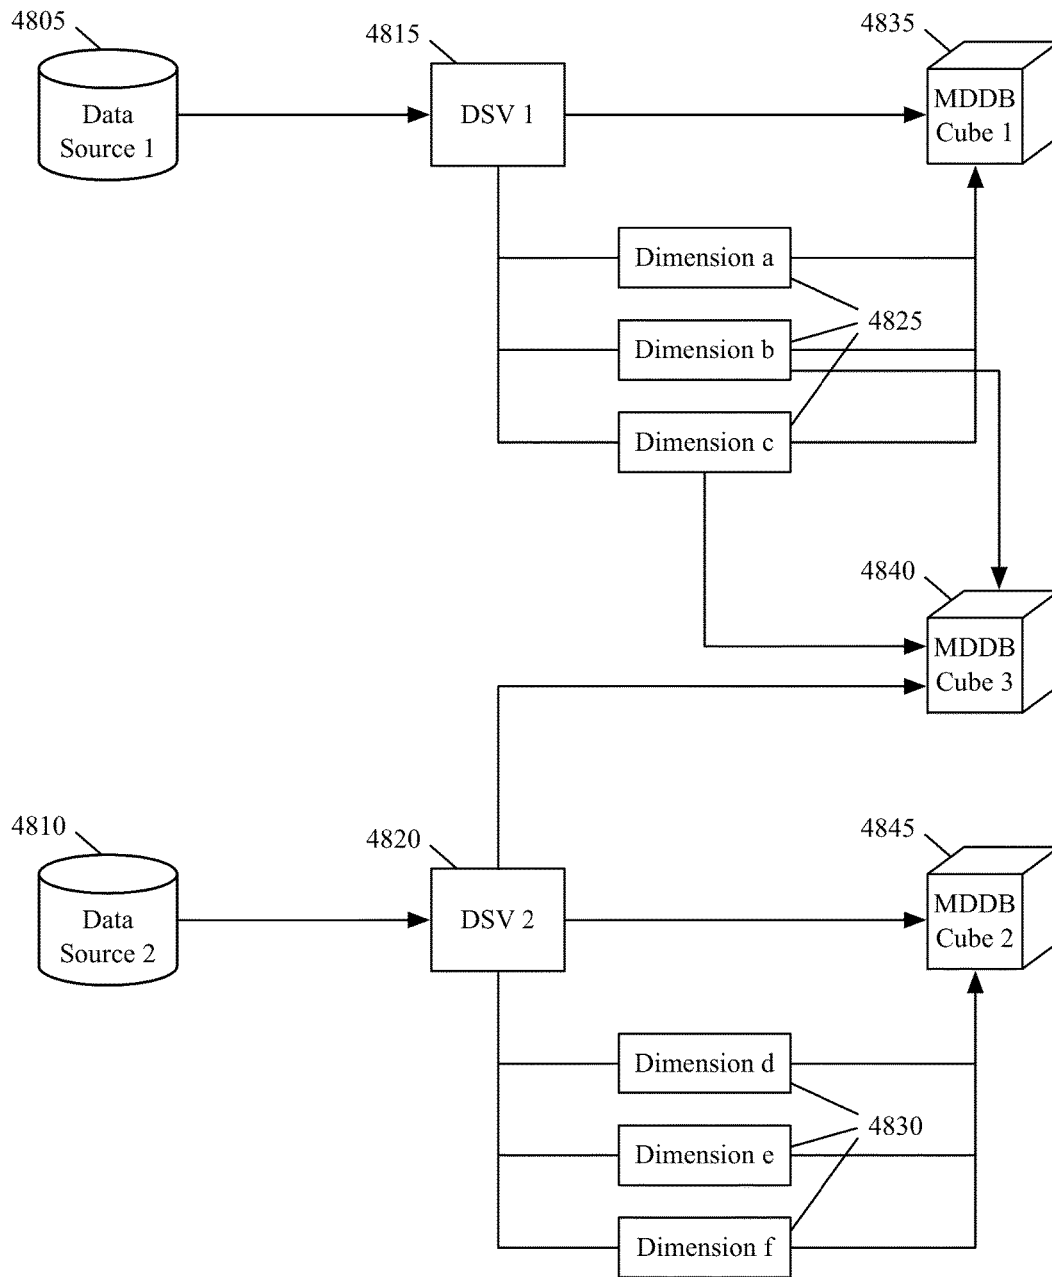 4805
4815
4835
Data
Source 1
DSV 1
MDDB
Cube 1
Dimension a
4825
Dimension b
Dimension c
4840
MDDB
Cube 3
4810
4820
4845
Data
Source 2
DSV 2
MDDB
Cube 2
Dimension d
4830
Dimension e
Dimension f